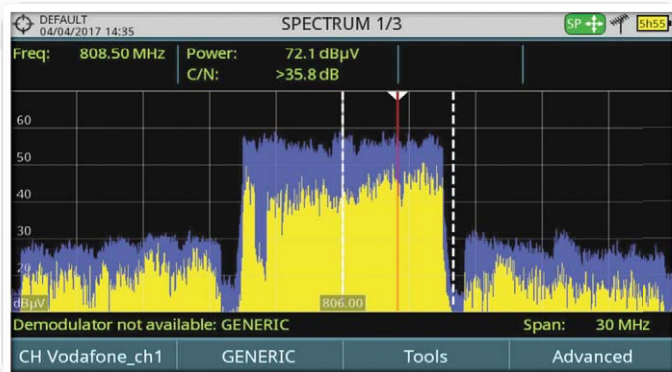 DEFAULT
04/04/2017 14:35
SPECTRUM 1/3
SP
5h55
Freq: 808.50 MHz
Power: 72.1 dBµV
C/N: >35.8 dB
60
50
40
30
20
dBµV
806.00
Demodulator not available: GENERIC
Span: 30 MHz
CH Vodafone_ch1
GENERIC
Tools
Advanced